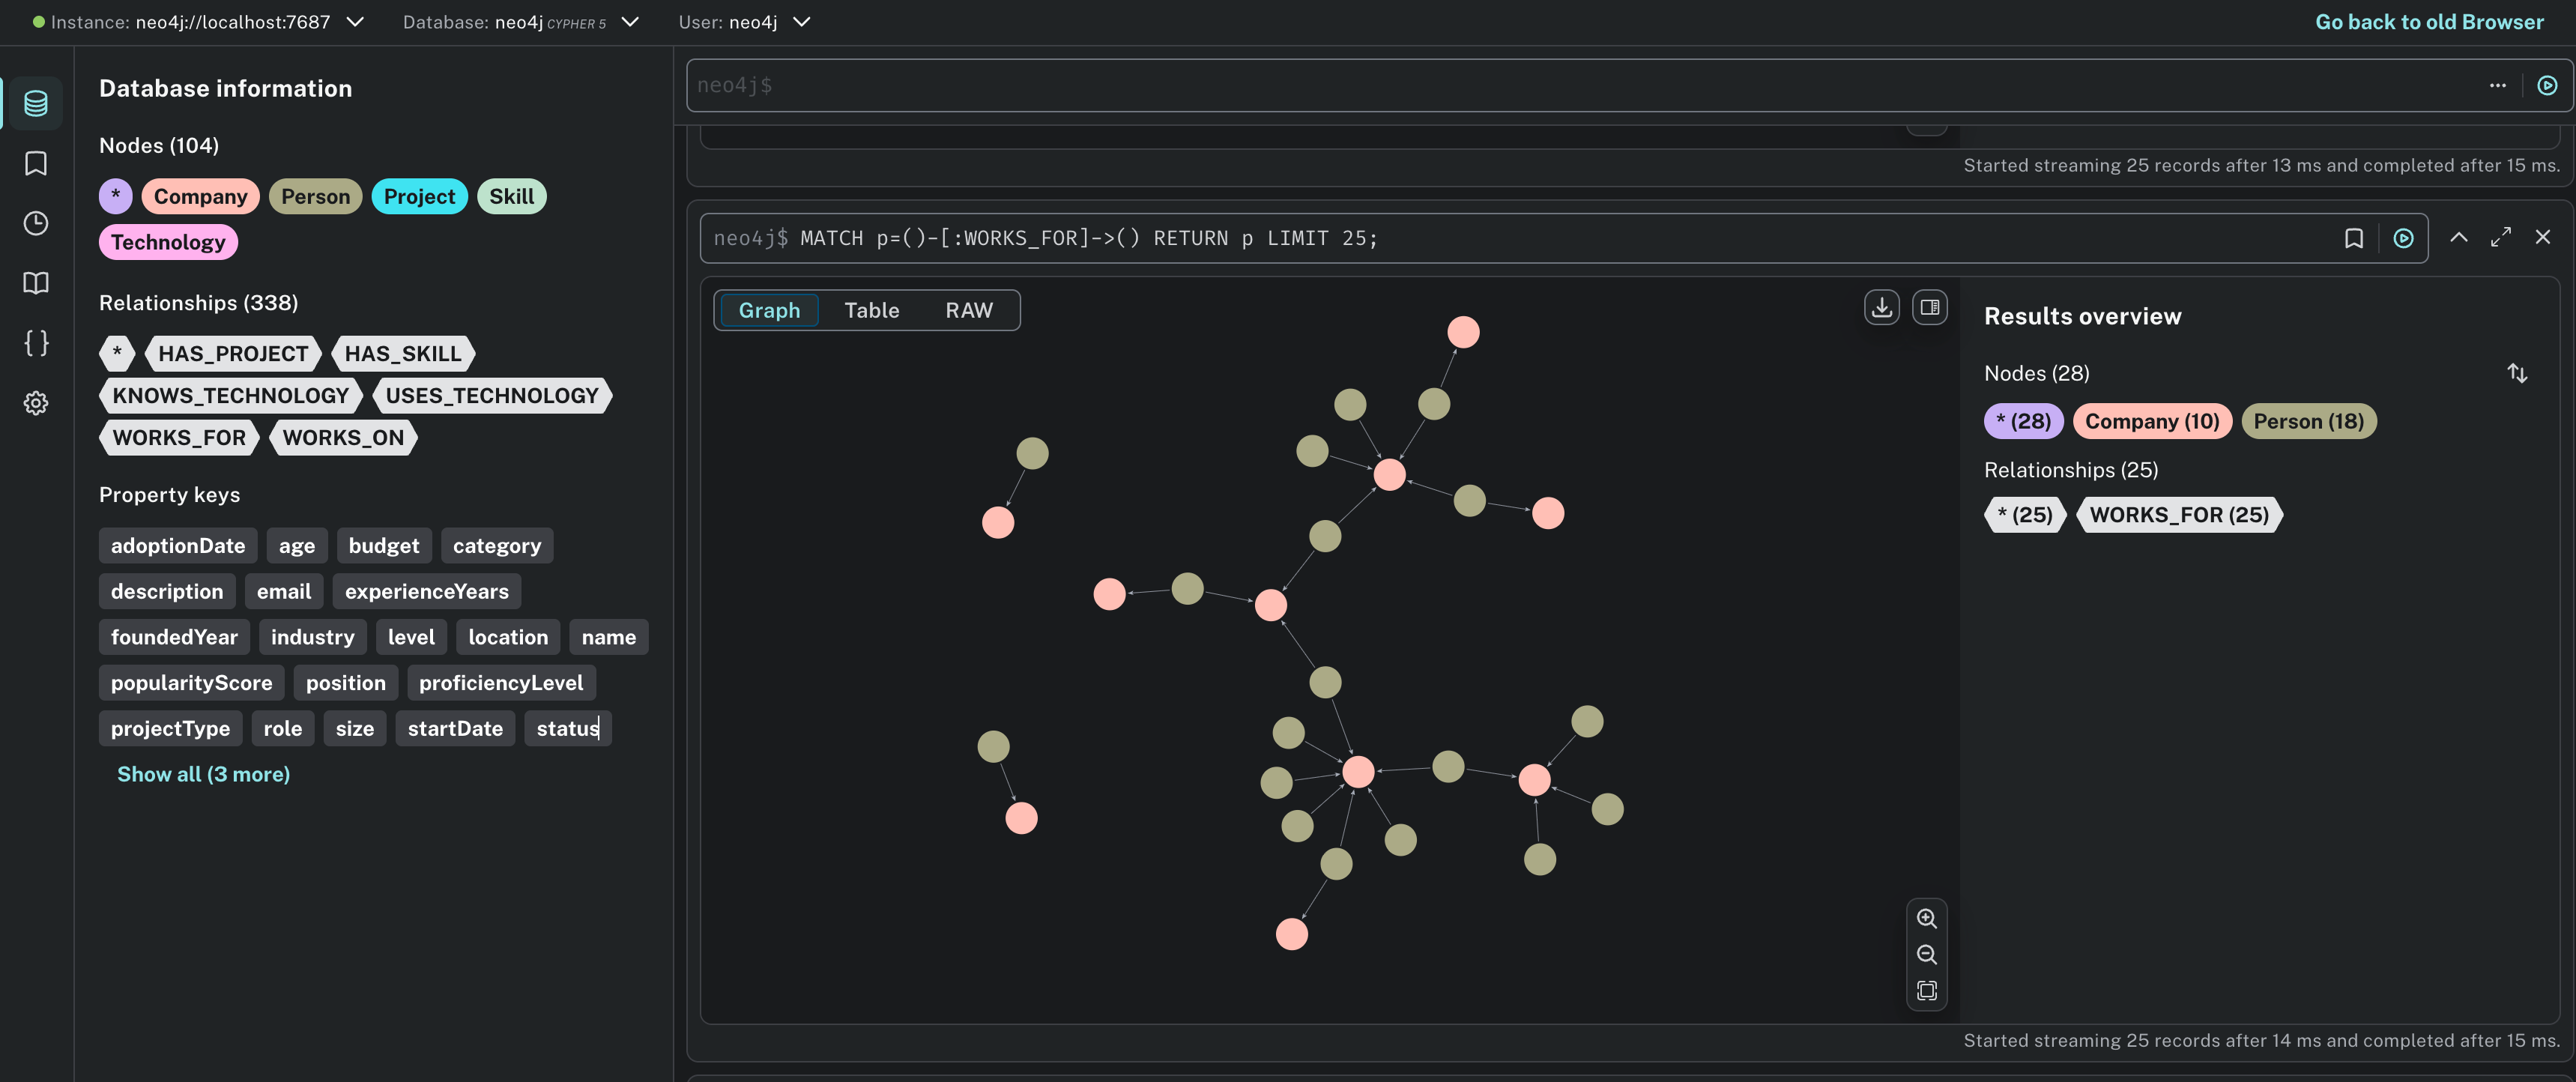 Instance: neo4j://localhost:7687 Database: neo4j CYPHER 5 User: neo4j Go back to old Browser
Database information
Nodes (104)
* Company Person Project Skill
Technology
Relationships (338)
* HAS_PROJECT HAS_SKILL
KNOWS_TECHNOLOGY USES_TECHNOLOGY
WORKS_FOR WORKS_ON
Property keys
adoptionDate age budget category
description email experienceYears
foundedYear industry level location name
popularityScore position proficiencyLevel
projectType role size startDate status
Show all (3 more)
neo4j$
Started streaming 25 records after 13 ms and completed after 15 ms.
neo4j$ MATCH p=()-[:WORKS_FOR]->() RETURN p LIMIT 25;
Graph Table RAW
Results overview
Nodes (28)
* (28) Company (10) Person (18)
Relationships (25)
* (25) WORKS_FOR (25)
Started streaming 25 records after 14 ms and completed after 15 ms.